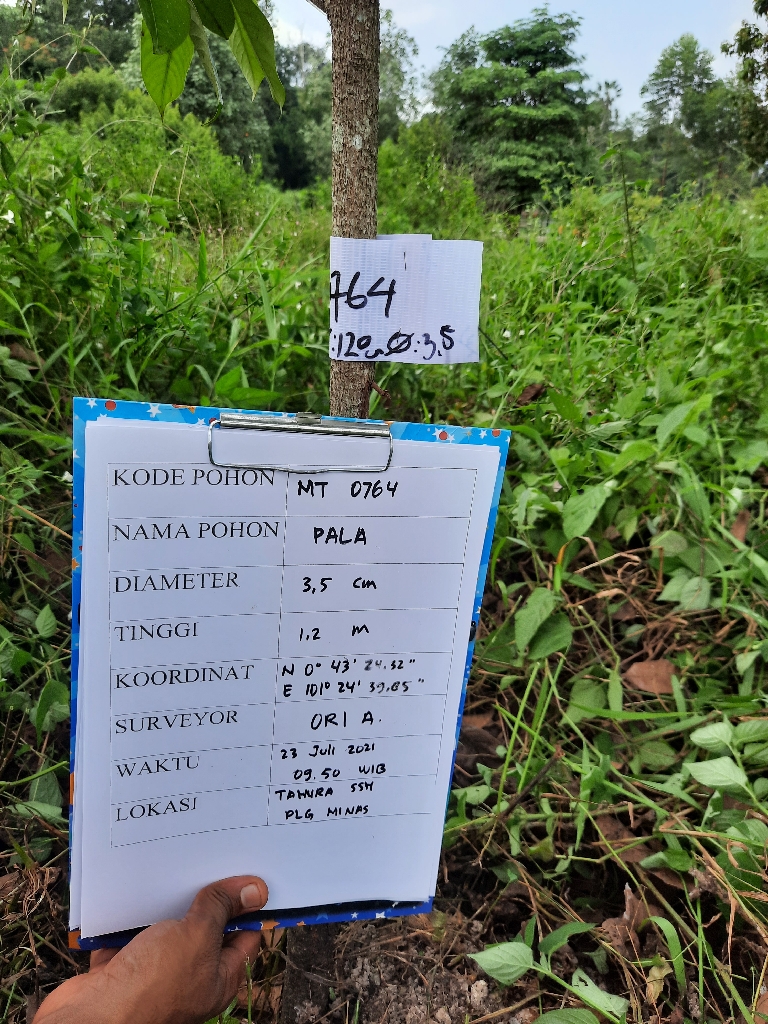 764
:120 Ø:3,5
KODE POHON MT 0764
NAMA POHON PALA
DIAMETER 3,5 cm
TINGGI 1.2 m
KOORDINAT N 0° 43' 24.32"
E 101° 24' 39.85"
SURVEYOR ORI A.
WAKTU 23 Juli 2021
09.50 WIB
LOKASI TAHURA SSH
PLG MINAS